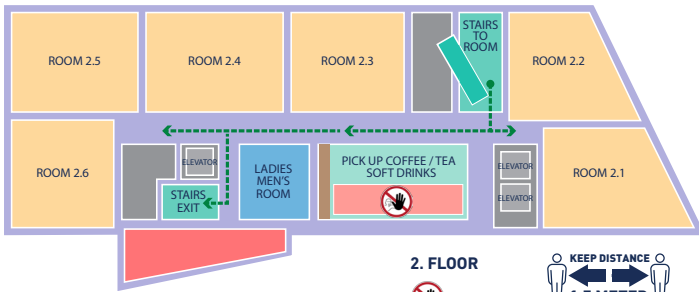 STAIRS
TO
ROOM
ROOM 2.5
ROOM 2.4
ROOM 2.3
ROOM 2.2
ROOM 2.6
ELEVATOR
STAIRS
EXIT
LADIES
MEN'S
ROOM
PICK UP COFFEE / TEA
SOFT DRINKS
ELEVATOR
ELEVATOR
ROOM 2.1
2. FLOOR
KEEP DISTANCE